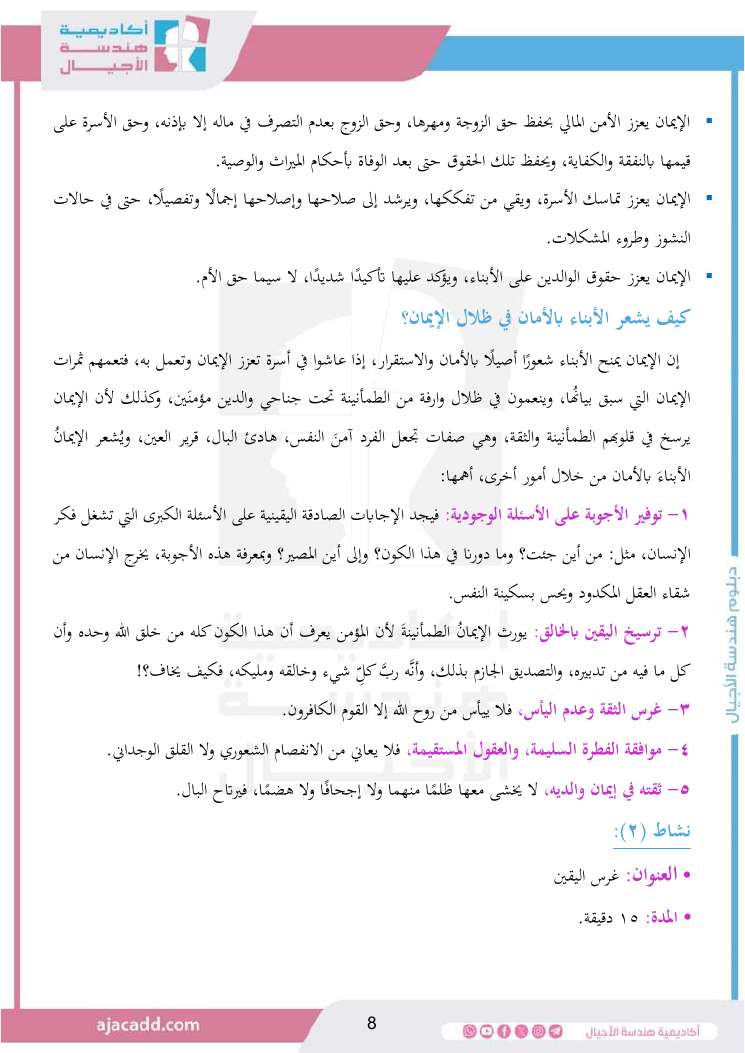 أكاديمية
هندسة
الأجيال
▪ الإيمان يعزز الأمن المالي بحفظ حق الزوجة ومهرها، وحق الزوج بعدم التصرف في ماله إلا بإذنه، وحق الأسرة على
قيمها بالنفقة والكفاية، ويحفظ تلك الحقوق حتى بعد الوفاة بأحكام الميراث والوصية.
▪ الإيمان يعزز تماسك الأسرة، ويقي من تفككها، ويرشد إلى صلاحها وإصلاحها إجمالًا وتفصيلًا، حتى في حالات
النشوز وطروء المشكلات.
▪ الإيمان يعزز حقوق الوالدين على الأبناء، ويؤكد عليها تأكيدًا شديدًا، لا سيما حق الأم.
كيف يشعر الأبناء بالأمان في ظلال الإيمان؟
إن الإيمان يمنح الأبناء شعورًا أصيلًا بالأمان والاستقرار، إذا عاشوا في أسرة تعزز الإيمان وتعمل به، فتعمهم ثمرات
الإيمان التي سبق بيانُها، وينعمون في ظلال وارفة من الطمأنينة تحت جناحي والدين مؤمنَين، وكذلك لأن الإيمان
يرسخ في قلوبهم الطمأنينة والثقة، وهي صفات تجعل الفرد آمنَ النفس، هادئ البال، قرير العين، ويُشعر الإيمانُ
الأبناءَ بالأمان من خلال أمور أخرى، أهمها:
١- توفير الأجوبة على الأسئلة الوجودية: فيجد الإجابات الصادقة اليقينية على الأسئلة الكبرى التي تشغل فكر
الإنسان، مثل: من أين جئت؟ وما دورنا في هذا الكون؟ وإلى أين المصير؟ وبمعرفة هذه الأجوبة، يخرج الإنسان من
شقاء العقل المكدود ويحس بسكينة النفس.
٢- ترسيخ اليقين بالخالق: يورث الإيمانُ الطمأنينةَ لأن المؤمن يعرف أن هذا الكون كله من خلق الله وحده وأن
كل ما فيه من تدبيره، والتصديق الجازم بذلك، وأنَّه ربَّ كلِّ شيء وخالقه ومليكه، فكيف يخاف؟!
٣- غرس الثقة وعدم اليأس، فلا ييأس من روح الله إلا القوم الكافرون.
٤- موافقة الفطرة السليمة، والعقول المستقيمة، فلا يعاني من الانفصام الشعوري ولا القلق الوجداني.
٥- ثقته في إيمان والديه، لا يخشى معها ظلمًا منهما ولا إجحافًا ولا هضمًا، فيرتاح البال.
نشاط (٢):
• العنوان: غرس اليقين
• المدة: ١٥ دقيقة.
دبلوم هندسة الأجيال
أكاديمية
هندسة
الأجيال
أكاديمية هندسة الأجيال
8
ajacadd.com